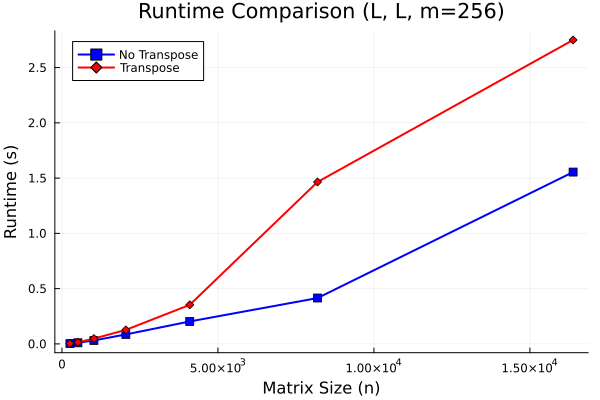 Runtime Comparison (L, L, m=256)
No Transpose
Transpose
Runtime (s)
2.5
2.0
1.5
1.0
0.5
0.0
0
5.00×10³
1.00×10⁴
1.50×10⁴
Matrix Size (n)